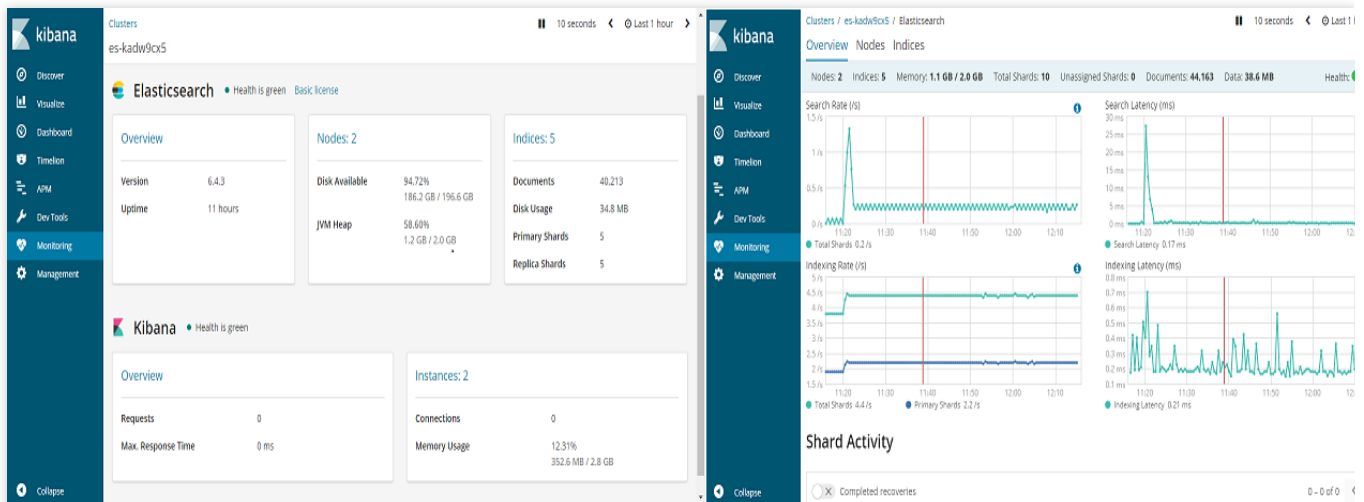 kibana
Discover
Visualize
Dashboard
Timelion
APM
Dev Tools
Monitoring
Management
Collapse
Clusters
10 seconds
Last 1 hour
es-kadw9cx5
Elasticsearch
Health is green
Basic license
Overview
Version 6.4.3
Uptime 11 hours
Nodes: 2
Disk Available 94.72%
186.2 GB / 196.6 GB
JVM Heap 58.60%
1.2 GB / 2.0 GB
Indices: 5
Documents 40,213
Disk Usage 34.8 MB
Primary Shards 5
Replica Shards 5
Kibana
Health is green
Overview
Requests 0
Max. Response Time 0 ms
Instances: 2
Connections 0
Memory Usage 12.31%
352.6 MB / 2.8 GB
kibana
Discover
Visualize
Dashboard
Timelion
APM
Dev Tools
Monitoring
Management
Collapse
Clusters / es-kadw9cx5 / Elasticsearch
10 seconds
Last 1
Overview Nodes Indices
Nodes: 2 Indices: 5 Memory: 1.1 GB / 2.0 GB Total Shards: 10 Unassigned Shards: 0 Documents: 44,163 Data: 38.6 MB Health:
Search Rate (/s)
1.5 /s
1 /s
0.5 /s
0 /s
11:20 11:30 11:40 11:50 12:00 12:10
Total Shards 0.2 /s
Search Latency (ms)
30 ms
25 ms
20 ms
15 ms
10 ms
5 ms
0 ms
11:20 11:30 11:40 11:50 12:00
Search Latency 0.17 ms
Indexing Rate (/s)
5 /s
4.5 /s
4 /s
3.5 /s
3 /s
2.5 /s
2 /s
1.5 /s
11:20 11:30 11:40 11:50 12:00 12:10
Total Shards 4.4 /s Primary Shards 2.2 /s
Indexing Latency (ms)
0.8 ms
0.7 ms
0.6 ms
0.5 ms
0.4 ms
0.3 ms
0.2 ms
0.1 ms
11:20 11:30 11:40 11:50 12:00
Indexing Latency 0.21 ms
Shard Activity
Completed recoveries
0 – 0 of 0